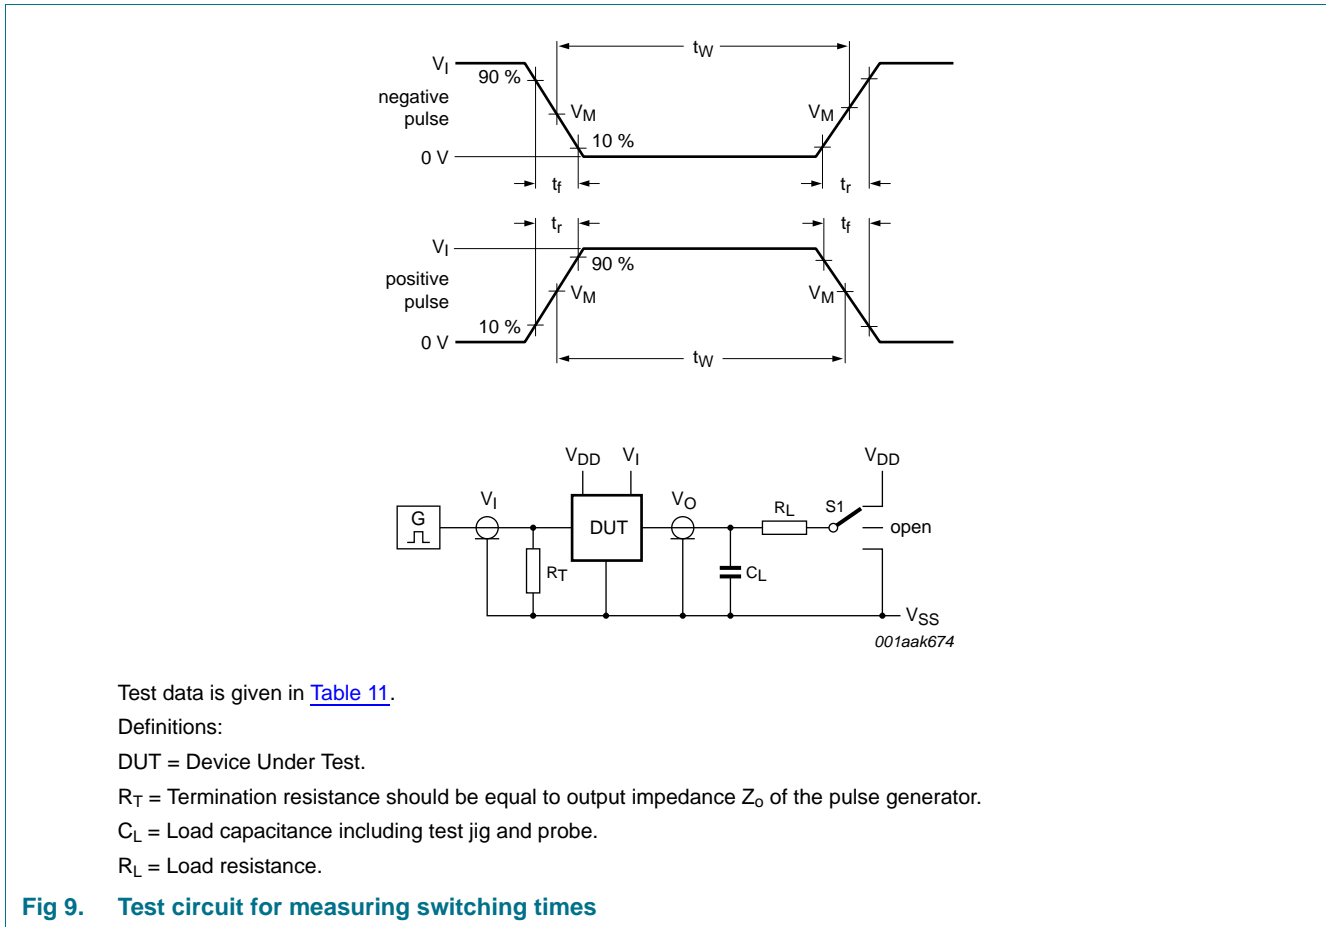 tW
VI
90 %
negative
pulse
VM
VM
10 %
0 V
tf
tr
tr
tf
VI
90 %
positive
pulse
VM
VM
10 %
0 V
tW
VDD
VI
VDD
VI
VO
RL
S1
G
DUT
open
RT
CL
VSS
001aak674
Test data is given in Table 11.
Definitions:
DUT = Device Under Test.
RT = Termination resistance should be equal to output impedance Zo of the pulse generator.
CL = Load capacitance including test jig and probe.
RL = Load resistance.
Fig 9. Test circuit for measuring switching times